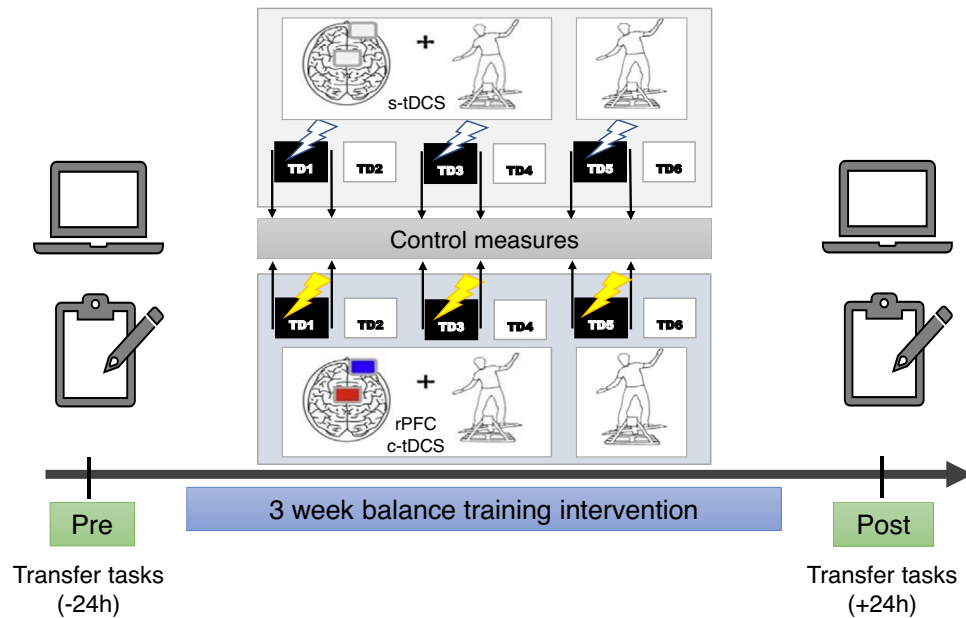 +
s-tDCS
TD1 TD2 TD3 TD4 TD5 TD6
Control measures
TD1 TD2 TD3 TD4 TD5 TD6
+
rPFC
c-tDCS
3 week balance training intervention
Pre
Post
Transfer tasks
(-24h)
Transfer tasks
(+24h)